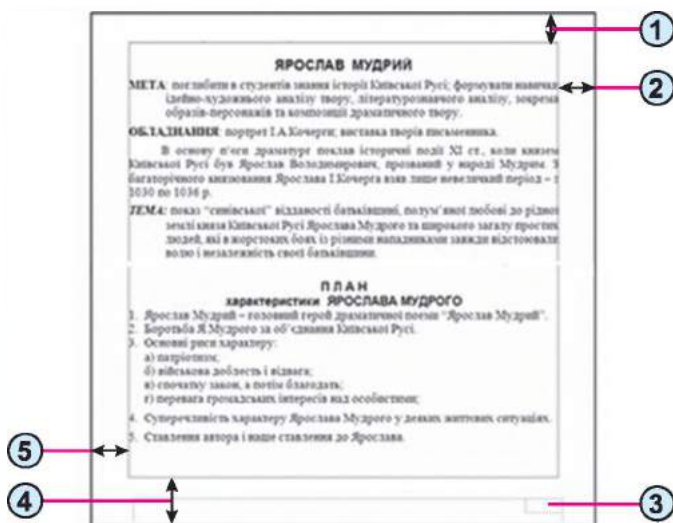 1
ЯРОСЛАВ МУДРИЙ
2
МЕТА: поглибити в студентів знання історії Київської Русі; формувати навички
ідейно-художнього аналізу твору, літературознавчого аналізу, зокрема
образів-персонажів та композиції драматичного твору.
ОБЛАДНАННЯ: портрет І.А.Кочерги; виставка творів письменника.
В основу п'єси драматург поклав історичні події XI ст., коли князем
Київської Русі був Ярослав Володимирович, прозваний у народі Мудрим. З
багаторічного князювання Ярослава І.Кочерга взяв лише невеличкий період – з
1030 по 1036 р.
ТЕМА: показ "синівської" відданості батьківщині, полум'яної любові до рідної
землі князя Київської Русі Ярослава Мудрого та широкого загалу простих
людей, які в жорстоких боях із різними нападниками завжди відстоювали
волю і незалежність своєї батьківщини.
ПЛАН
характеристики ЯРОСЛАВА МУДРОГО
1. Ярослав Мудрий – головний герой драматичної поеми "Ярослав Мудрий".
2. Боротьба Я.Мудрого за об'єднання Київської Русі.
3. Основні риси характеру:
а) патріотизм;
б) військова доблесть і відвага;
в) спочатку закон, а потім благодать;
г) перевага громадських інтересів над особистими;
4. Суперечливість характеру Ярослава Мудрого у деяких життєвих ситуаціях.
5. Ставлення автора і наше ставлення до Ярослава.
5
4
3